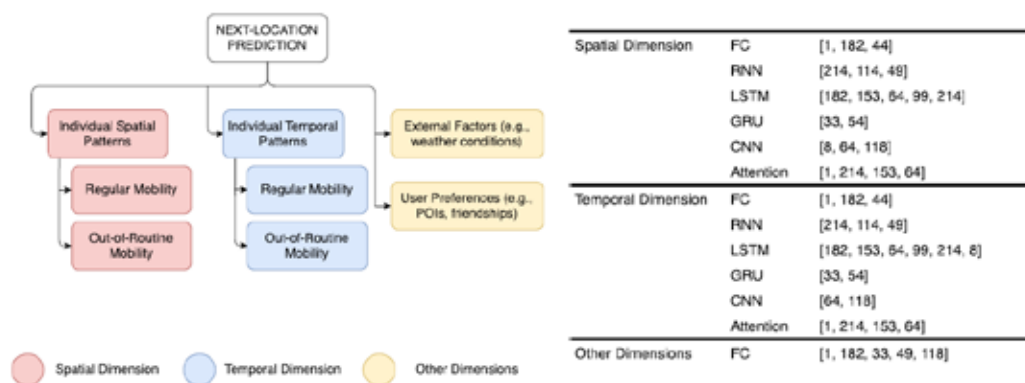 NEXT-LOCATION
PREDICTION
Individual Spatial
Patterns
Regular Mobility
Out-of-Routine
Mobility
Individual Temporal
Patterns
Regular Mobility
Out-of-Routine
Mobility
External Factors (e.g.,
weather conditions)
User Preferences (e.g.,
POIs, friendships)
Spatial Dimension
Temporal Dimension
Other Dimensions
Spatial Dimension FC [1, 182, 44]
RNN [214, 114, 49]
LSTM [182, 153, 64, 99, 214]
GRU [33, 54]
CNN [8, 64, 118]
Attention [1, 214, 153, 64]
Temporal Dimension FC [1, 182, 44]
RNN [214, 114, 49]
LSTM [182, 153, 64, 99, 214, 8]
GRU [33, 54]
CNN [64, 118]
Attention [1, 214, 153, 64]
Other Dimensions FC [1, 182, 33, 49, 118]